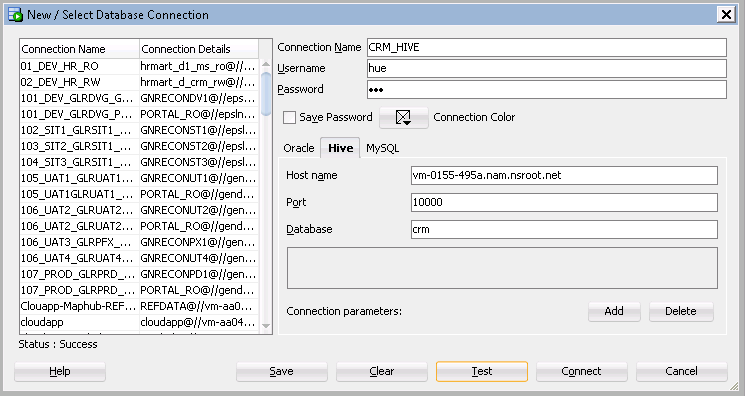 New / Select Database Connection
Connection Name Connection Details
01_DEV_HR_RO hrmart_d1_ms_ro@//...
02_DEV_HR_RW hrmart_d_crm_rw@//...
101_DEV_GLRDVG_G... GNRECONDV1@//eps...
101_DEV_GLRDVG_P... PORTAL_RO@//epsln...
102_SIT1_GLRSIT1_... GNRECONST1@//epsl...
103_SIT2_GLRSIT1_... GNRECONST2@//epsl...
104_SIT3_GLRSIT1_... GNRECONST3@//epsl...
105_UAT1_GLRUAT1... GNRECONUT1@//gen...
105_UAT1GLRUAT1_... PORTAL_RO@//gend...
106_UAT2_GLRUAT2... GNRECONUT2@//gen...
106_UAT2_GLRUAT2... PORTAL_RO@//gend...
106_UAT3_GLRPFX_... GNRECONPX1@//gen...
106_UAT4_GLRUAT4... GNRECONUT4@//gen...
107_PROD_GLRPRD_... GNRECONPD1@//gen...
107_PROD_GLRPRD_... PORTAL_RO@//gend...
Clouapp-Maphub-REF... REFDATA@//vm-aa0...
cloudapp cloudapp@//vm-aa04...
Connection Name CRM_HIVE
Username hue
Password •••
Save Password Connection Color
Oracle Hive MySQL
Host name vm-0155-495a.nam.nsroot.net
Port 10000
Database crm
Connection parameters: Add Delete
Status : Success
Help Save Clear Test Connect Cancel